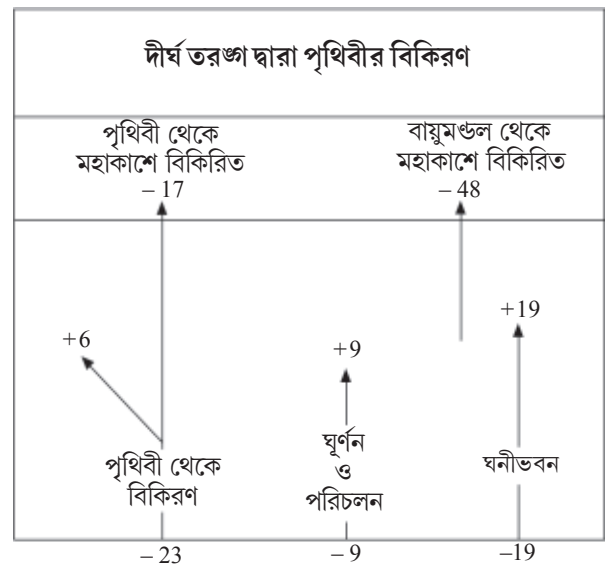 দীর্ঘ তরঙ্গ দ্বারা পৃথিবীর বিকিরণ
পৃথিবী থেকে
মহাকাশে বিকিরিত
– 17
বায়ুমণ্ডল থেকে
মহাকাশে বিকিরিত
– 48
+6
+9
+19
পৃথিবী থেকে
বিকিরণ
ঘূর্ণন
ও
পরিচলন
ঘনীভবন
– 23
– 9
–19